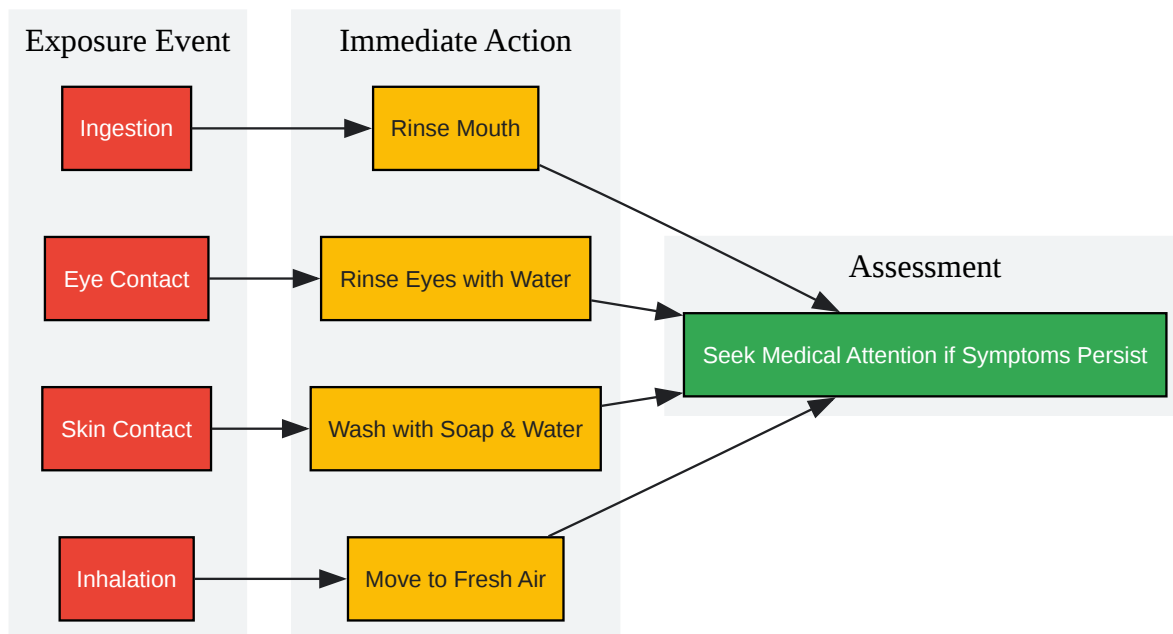 Exposure Event
Immediate Action
Ingestion
Rinse Mouth
Eye Contact
Rinse Eyes with Water
Assessment
Seek Medical Attention if Symptoms Persist
Skin Contact
Wash with Soap & Water
Inhalation
Move to Fresh Air